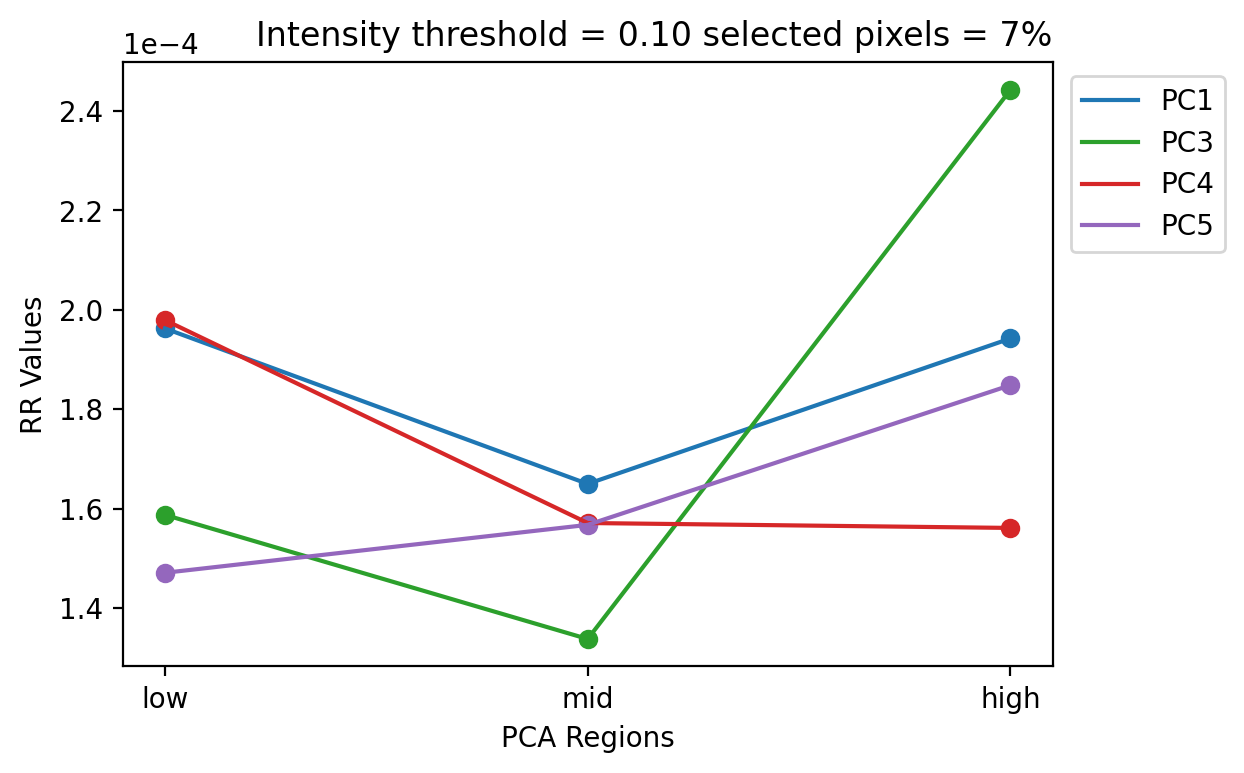 Intensity threshold = 0.10 selected pixels = 7%
1e−4
2.4
2.2
2.0
1.8
1.6
1.4
RR Values
low
mid
high
PCA Regions
PC1
PC3
PC4
PC5